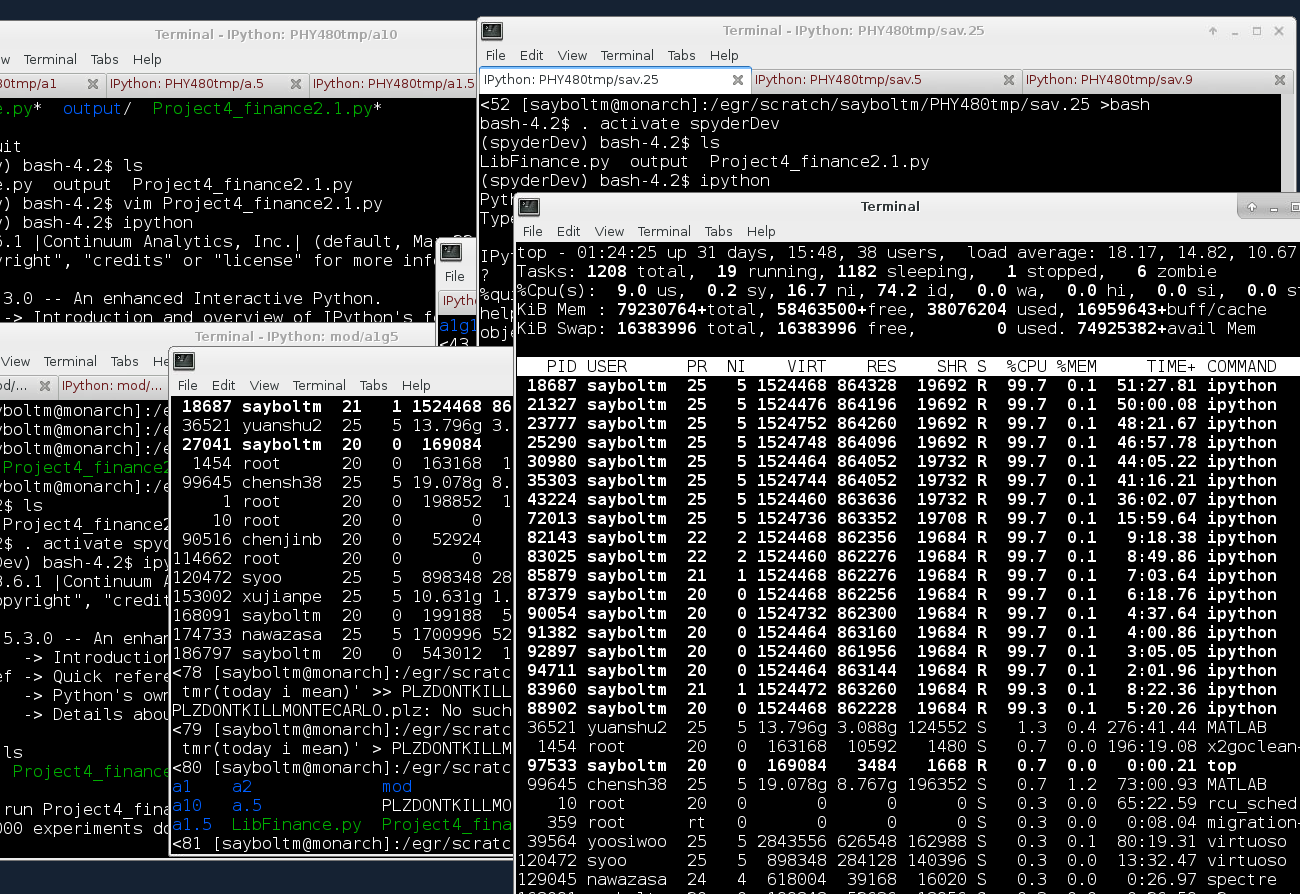 Terminal - IPython: PHY480tmp/a10
w Terminal Tabs Help
80tmp/a1 IPython: PHY480tmp/a.5 IPython: PHY480tmp/a1.5
e.py* output/ Project4_finance2.1.py*
uit
v) bash-4.2$ ls
e.py output Project4_finance2.1.py
v) bash-4.2$ vim Project4_finance2.1.py
v) bash-4.2$ ipython
6.1 |Continuum Analytics, Inc.| (default, Ma
yright", "credits" or "license" for more inf
3.0 -- An enhanced Interactive Python.
-> Introduction and overview of IPython's f
Terminal - IPython: PHY480tmp/sav.25
File Edit View Terminal Tabs Help
IPython: PHY480tmp/sav.25 IPython: PHY480tmp/sav.5 IPython: PHY480tmp/sav.9
<52 [sayboltm@monarch]:/egr/scratch/sayboltm/PHY480tmp/sav.25 >bash
bash-4.2$ . activate spyderDev
(spyderDev) bash-4.2$ ls
LibFinance.py output Project4_finance2.1.py
(spyderDev) bash-4.2$ ipython
Pyth
Type
IPyt
?
%qui
help
obje
File
IPytho
a1g1
<43
Terminal - IPython: mod/a1g5
View Terminal Tabs He
od/... IPython: mod/...
yboltm@monarch]:/e
yboltm@monarch]:/e
yboltm@monarch]:/e
Project4_finance2
yboltm@monarch]:/e
2$ ls
Project4_finance2
2$ . activate spyd
Dev) bash-4.2$ ipy
3.6.1 |Continuum A
opyright", "credit
5.3.0 -- An enhan
-> Introduction
ef -> Quick refere
-> Python's own
-> Details abou
ls
Project4_finance
run Project4_fina
000 experiments do
File Edit View Terminal Tabs Help
18687 sayboltm 21 1 1524468 86
36521 yuanshu2 25 5 13.796g 3.
27041 sayboltm 20 0 169084
1454 root 20 0 163168 1
99645 chensh38 25 5 19.078g 8.
1 root 20 0 198852 1
10 root 20 0 0
90516 chenjinb 20 0 52924
114662 root 20 0 0
120472 syoo 25 5 898348 28
153002 xujianpe 25 5 10.631g 1.
168091 sayboltm 20 0 199188 5
174733 nawazasa 25 5 1700996 52
186797 sayboltm 20 0 543012 1
<78 [sayboltm@monarch]:/egr/scratc
tmr(today i mean)' >> PLZDONTKILL
PLZDONTKILLMONTECARLO.plz: No such
<79 [sayboltm@monarch]:/egr/scratc
tmr(today i mean)' > PLZDONTKILLM
<80 [sayboltm@monarch]:/egr/scratc
a1 a2 mod
a10 a.5 PLZDONTKILLMO
a1.5 LibFinance.py Project4_fina
<81 [sayboltm@monarch]:/egr/scratc
Terminal
File Edit View Terminal Tabs Help
top - 01:24:25 up 31 days, 15:48, 38 users, load average: 18.17, 14.82, 10.67
Tasks: 1208 total, 19 running, 1182 sleeping, 1 stopped, 6 zombie
%Cpu(s): 9.0 us, 0.2 sy, 16.7 ni, 74.2 id, 0.0 wa, 0.0 hi, 0.0 si, 0.0 st
KiB Mem : 79230764+total, 58463500+free, 38076204 used, 16959643+buff/cache
KiB Swap: 16383996 total, 16383996 free, 0 used. 74925382+avail Mem
PID USER PR NI VIRT RES SHR S %CPU %MEM TIME+ COMMAND
18687 sayboltm 25 5 1524468 864328 19692 R 99.7 0.1 51:27.81 ipython
21327 sayboltm 25 5 1524476 864196 19692 R 99.7 0.1 50:00.08 ipython
23777 sayboltm 25 5 1524752 864260 19692 R 99.7 0.1 48:21.67 ipython
25290 sayboltm 25 5 1524748 864096 19692 R 99.7 0.1 46:57.78 ipython
30980 sayboltm 25 5 1524464 864052 19732 R 99.7 0.1 44:05.22 ipython
35303 sayboltm 25 5 1524744 864052 19732 R 99.7 0.1 41:16.21 ipython
43224 sayboltm 25 5 1524460 863636 19732 R 99.7 0.1 36:02.07 ipython
72013 sayboltm 25 5 1524736 863352 19708 R 99.7 0.1 15:59.64 ipython
82143 sayboltm 22 2 1524468 862356 19684 R 99.7 0.1 9:18.38 ipython
83025 sayboltm 22 2 1524460 862276 19684 R 99.7 0.1 8:49.86 ipython
85879 sayboltm 21 1 1524468 862276 19684 R 99.7 0.1 7:03.64 ipython
87379 sayboltm 20 0 1524468 862256 19684 R 99.7 0.1 6:18.76 ipython
90054 sayboltm 20 0 1524732 862300 19684 R 99.7 0.1 4:37.64 ipython
91382 sayboltm 20 0 1524464 863160 19684 R 99.7 0.1 4:00.86 ipython
92897 sayboltm 20 0 1524460 861956 19684 R 99.7 0.1 3:05.05 ipython
94711 sayboltm 20 0 1524464 863144 19684 R 99.7 0.1 2:01.96 ipython
83960 sayboltm 21 1 1524472 863260 19684 R 99.3 0.1 8:22.36 ipython
88902 sayboltm 20 0 1524460 862228 19684 R 99.3 0.1 5:20.26 ipython
36521 yuanshu2 25 5 13.796g 3.088g 124552 S 1.3 0.4 276:41.44 MATLAB
1454 root 20 0 163168 10592 1480 S 0.7 0.0 196:19.08 x2goclean-
97533 sayboltm 20 0 169084 3484 1668 R 0.7 0.0 0:00.21 top
99645 chensh38 25 5 19.078g 8.767g 196352 S 0.7 1.2 73:00.93 MATLAB
10 root 20 0 0 0 0 S 0.3 0.0 65:22.59 rcu_sched
359 root rt 0 0 0 0 S 0.3 0.0 0:08.04 migration-
39564 yoosiwoo 25 5 2843556 626548 162988 S 0.3 0.1 80:19.31 virtuoso
120472 syoo 25 5 898348 284128 140396 S 0.3 0.0 13:32.47 virtuoso
129045 nawazasa 24 4 618004 39168 16020 S 0.3 0.0 0:26.97 spectre